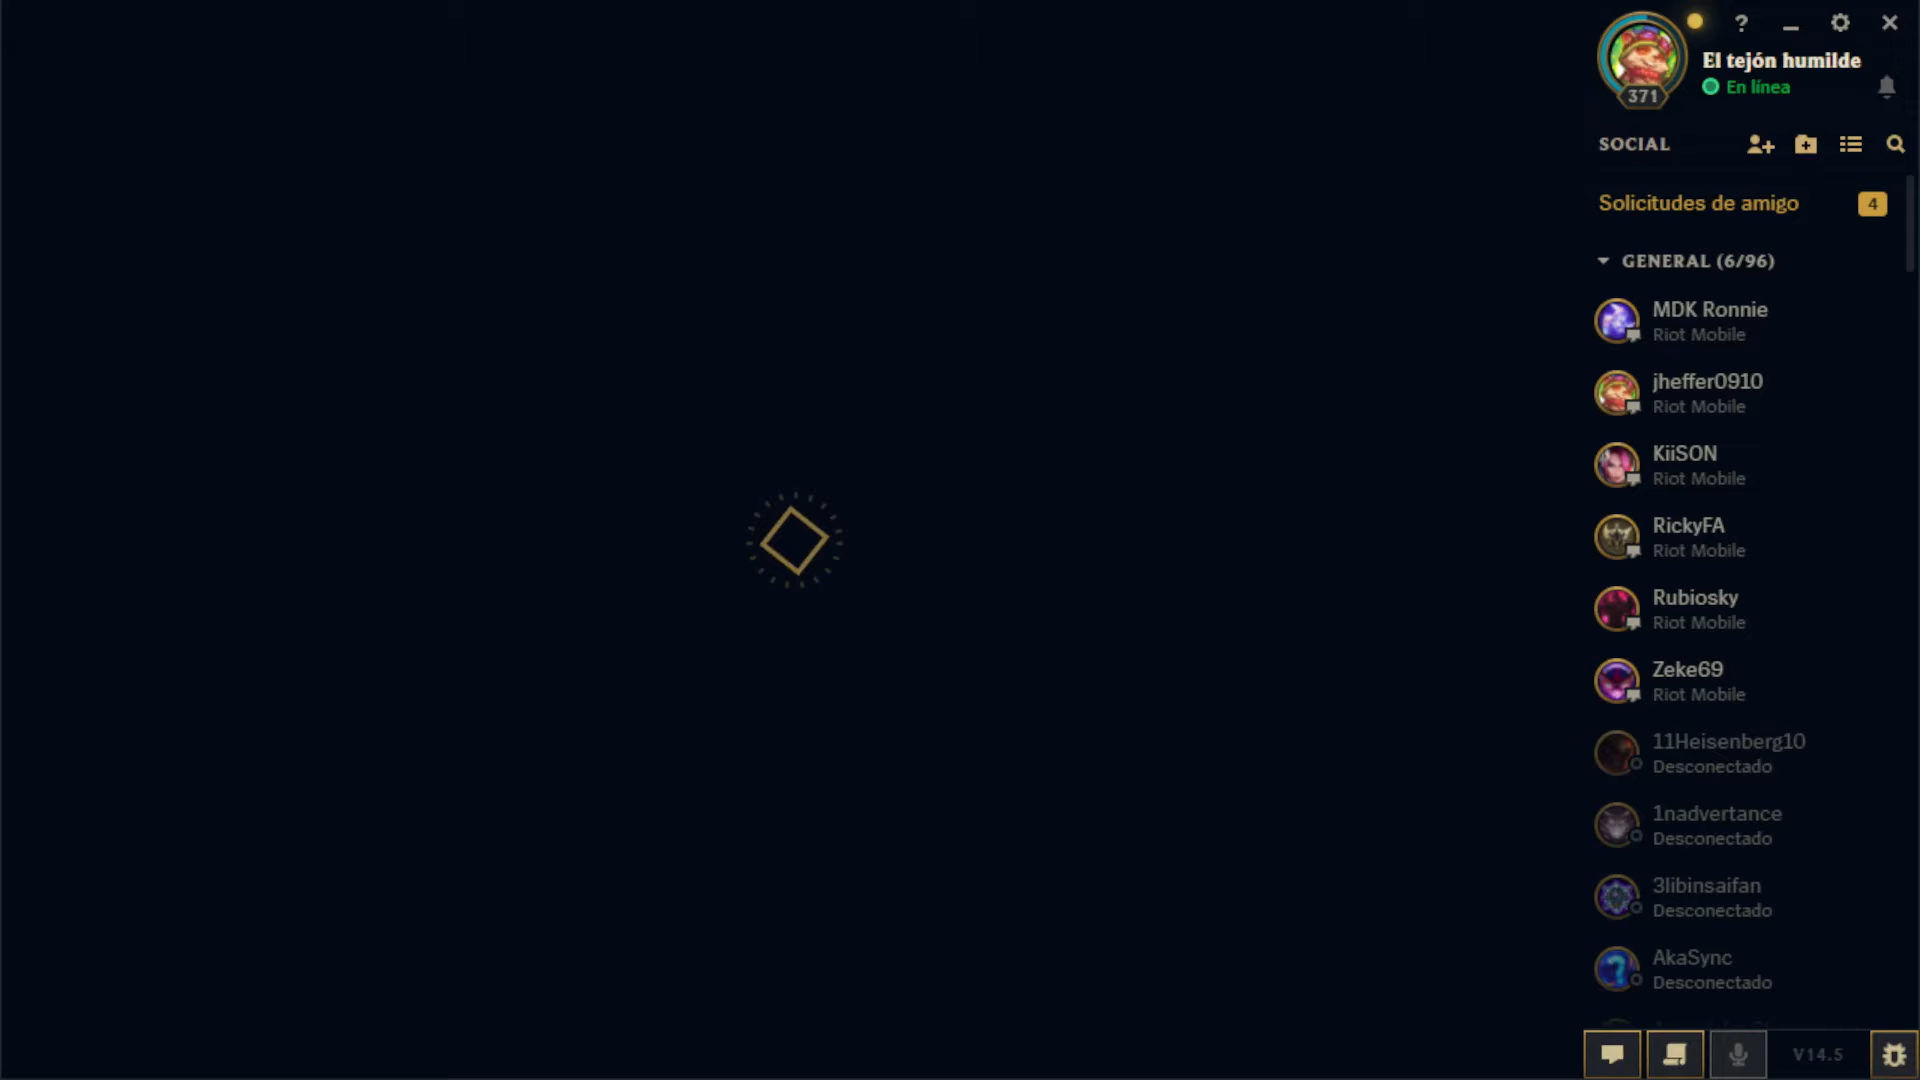 ?
El tejón humilde
En línea
371
SOCIAL
Solicitudes de amigo
4
GENERAL (6/96)
MDK Ronnie
Riot Mobile
jheffer0910
Riot Mobile
KiiSON
Riot Mobile
RickyFA
Riot Mobile
Rubiosky
Riot Mobile
Zeke69
Riot Mobile
11Heisenberg10
Desconectado
1nadvertance
Desconectado
3libinsaifan
Desconectado
AkaSync
Desconectado
V14.5